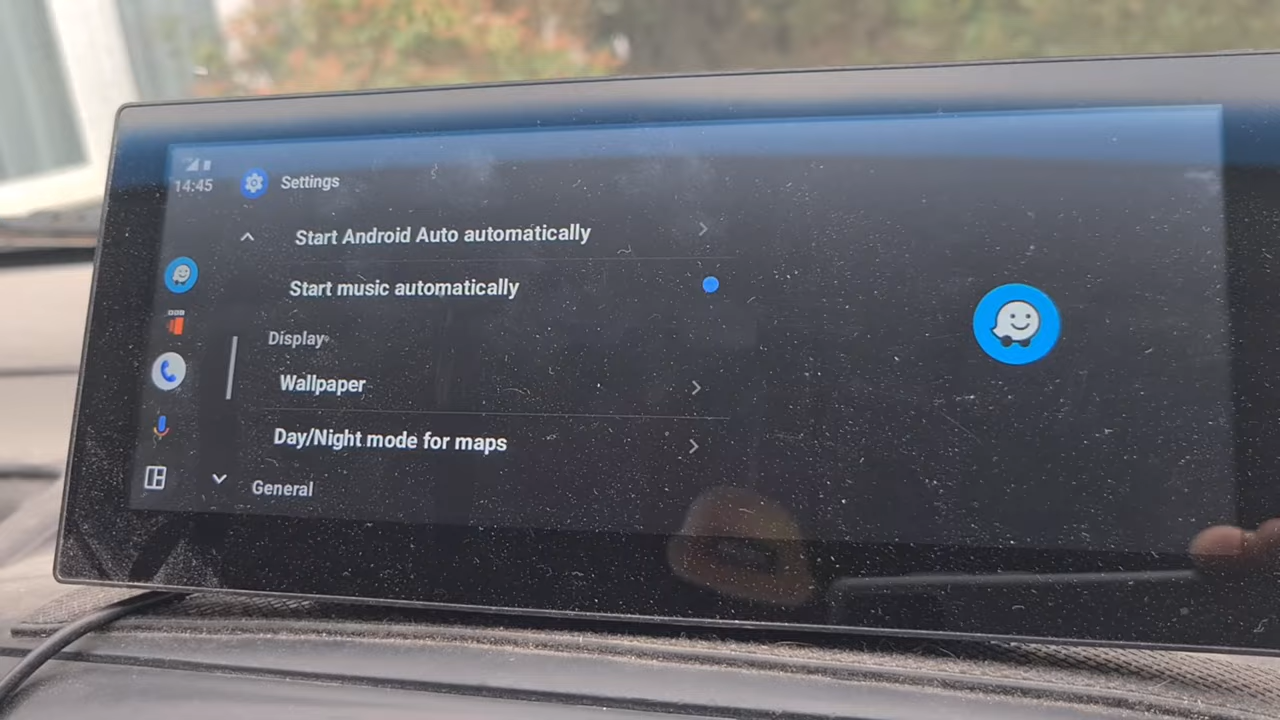 14:45
Settings
Start Android Auto automatically
Start music automatically
Display
Wallpaper
Day/Night mode for maps
General